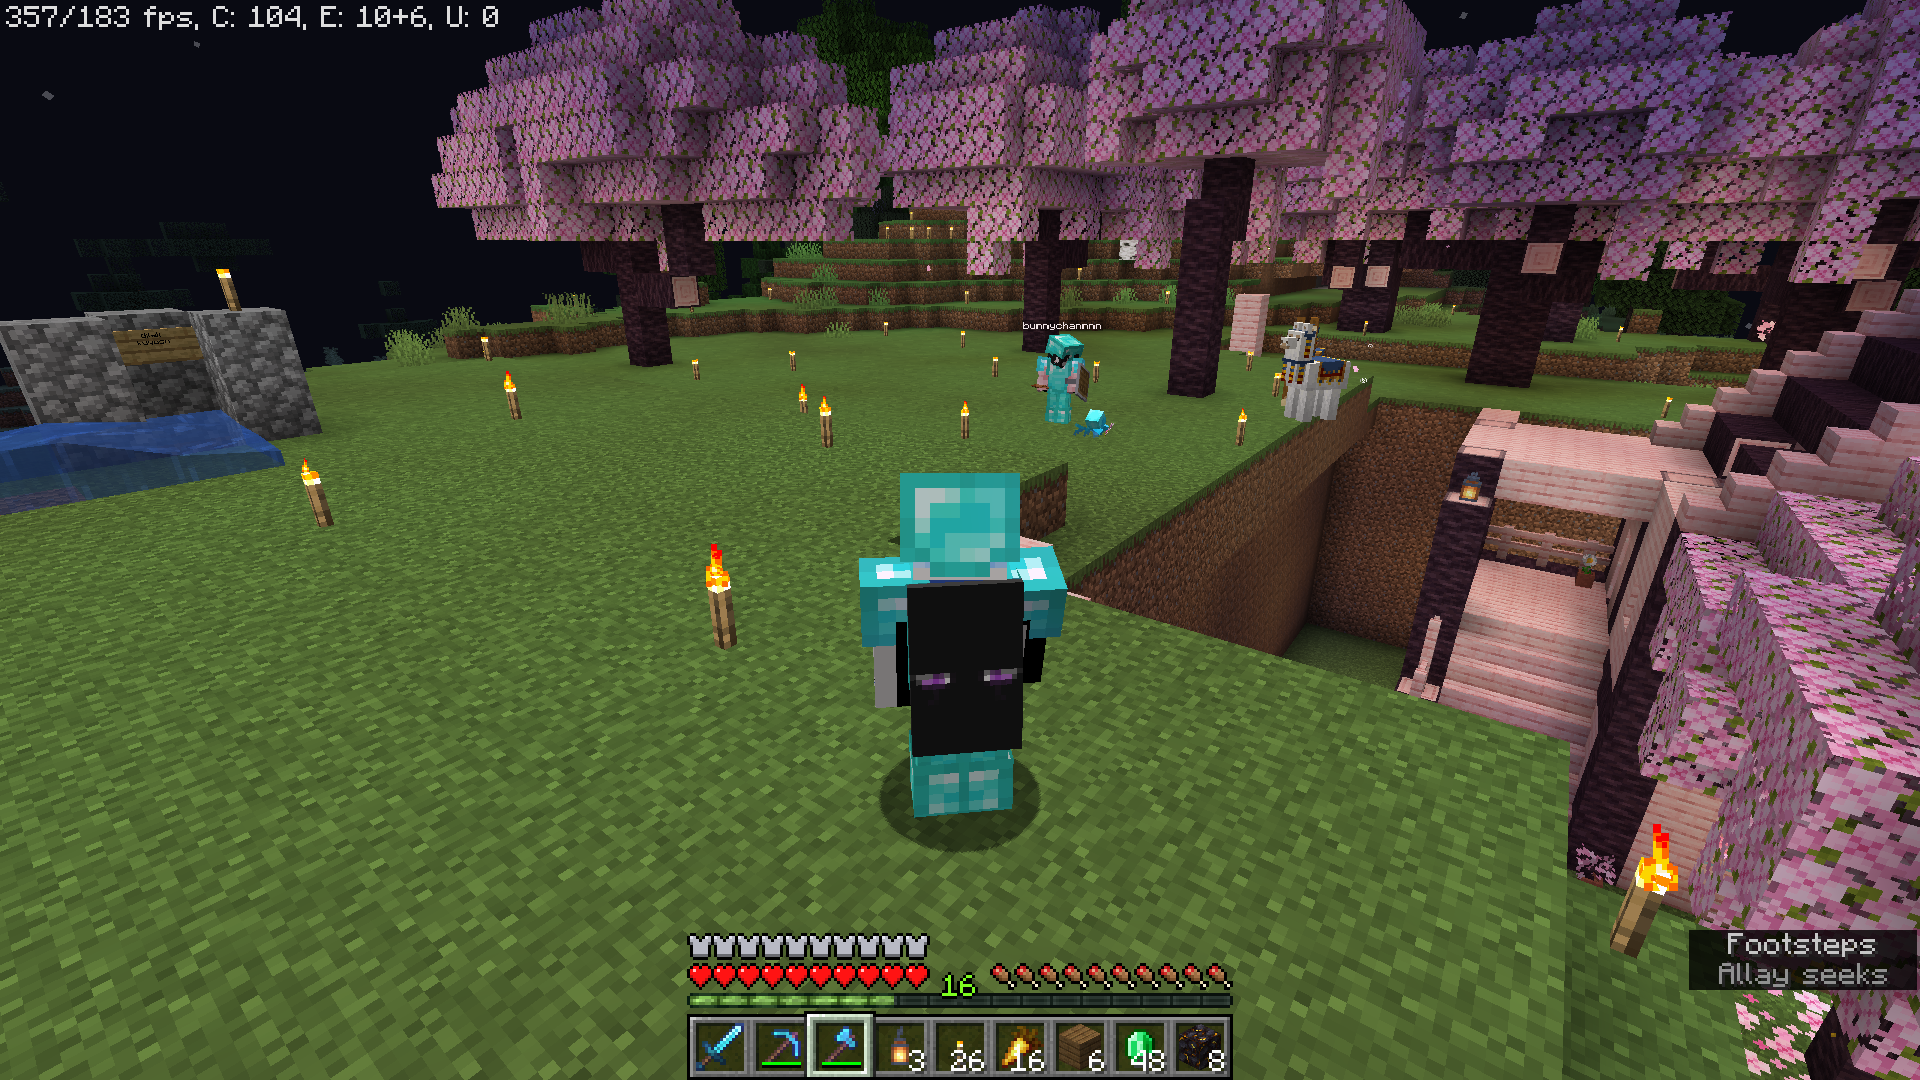 357/183 fps, C: 104, E: 10+6, U: 0
bunnychannnn
Footsteps
Allay seeks
16
3
26
16
6
48
8